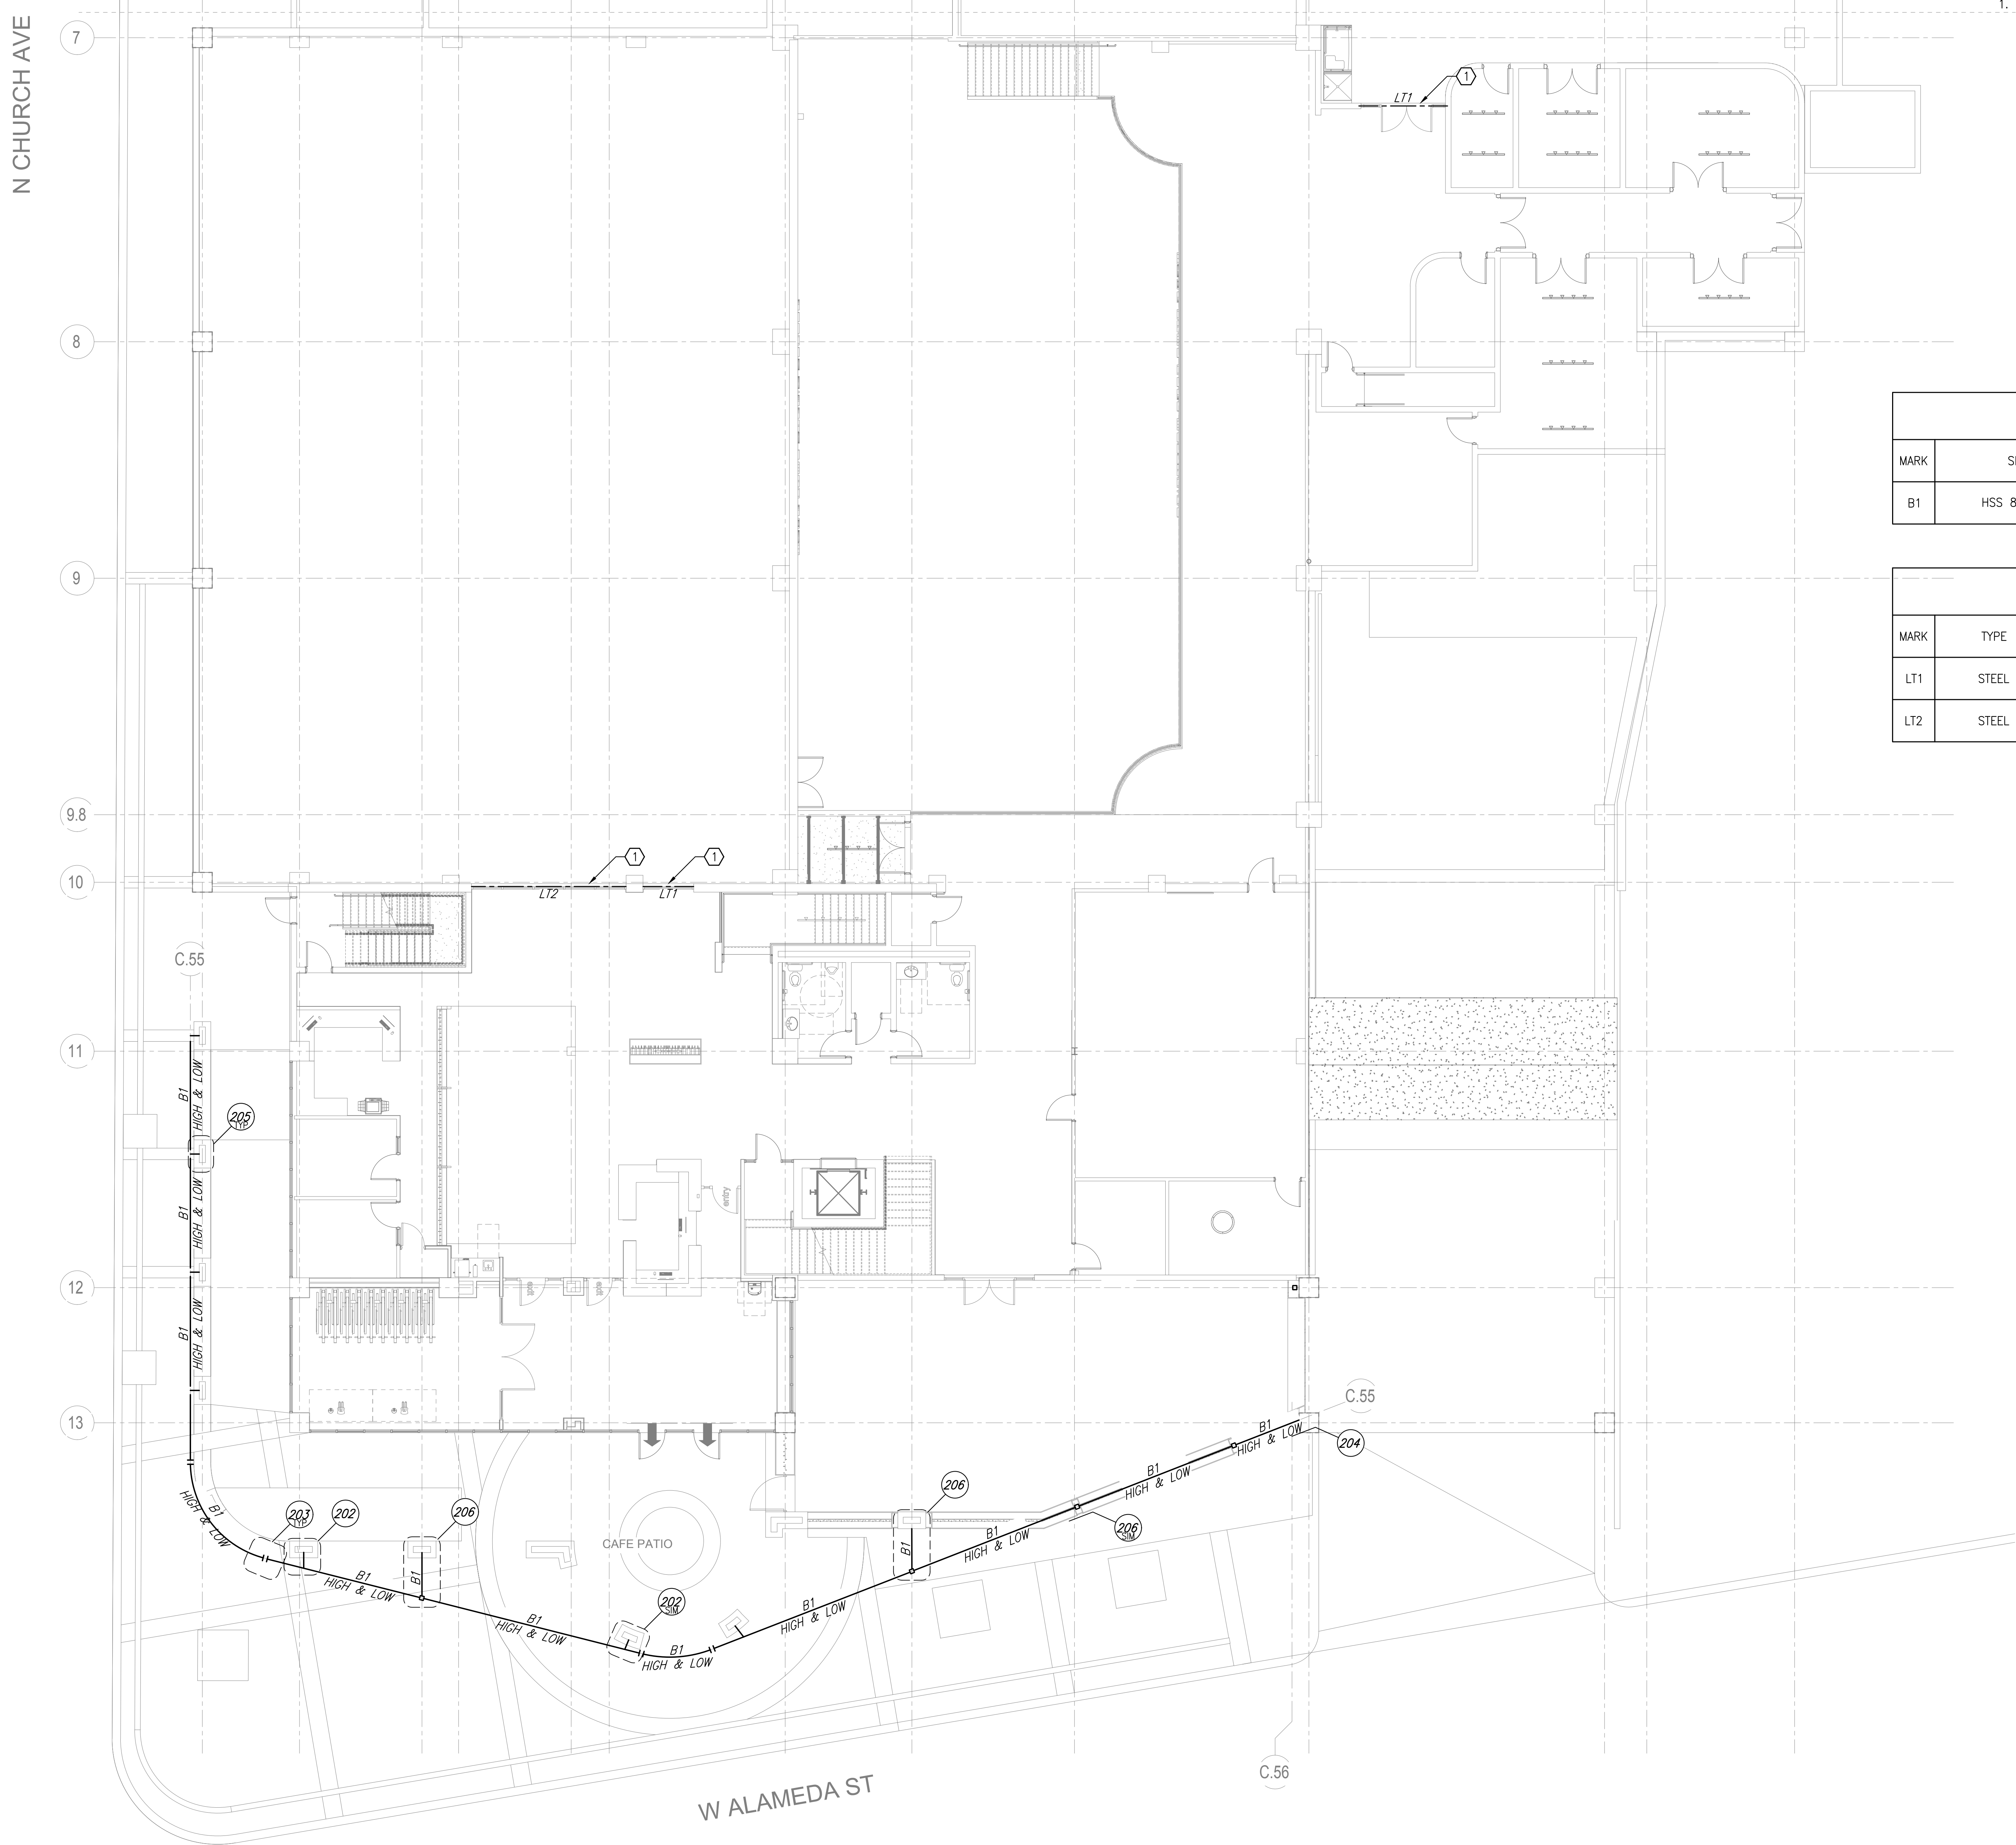 N CHURCH AVE
1.
7
1
LT1
8
MARK
B1
HSS 8
9
MARK
TYPE
LT1
STEEL
LT2
STEEL
9.8
1
1
10
LT2
LT1
C.55
11
B1
HIGH & LOW
205
TYP
B1
HIGH & LOW
entry
12
B1
HIGH & LOW
C.55
13
B1
HIGH & LOW
204
B1
HIGH & LOW
B1
HIGH & LOW
203
TYP
202
206
206
206
SIM
CAFE PATIO
B1
B1
HIGH & LOW
B1
B1
HIGH & LOW
B1
HIGH & LOW
202
SIM
B1
HIGH & LOW
B1
HIGH & LOW
C.56
W ALAMEDA ST